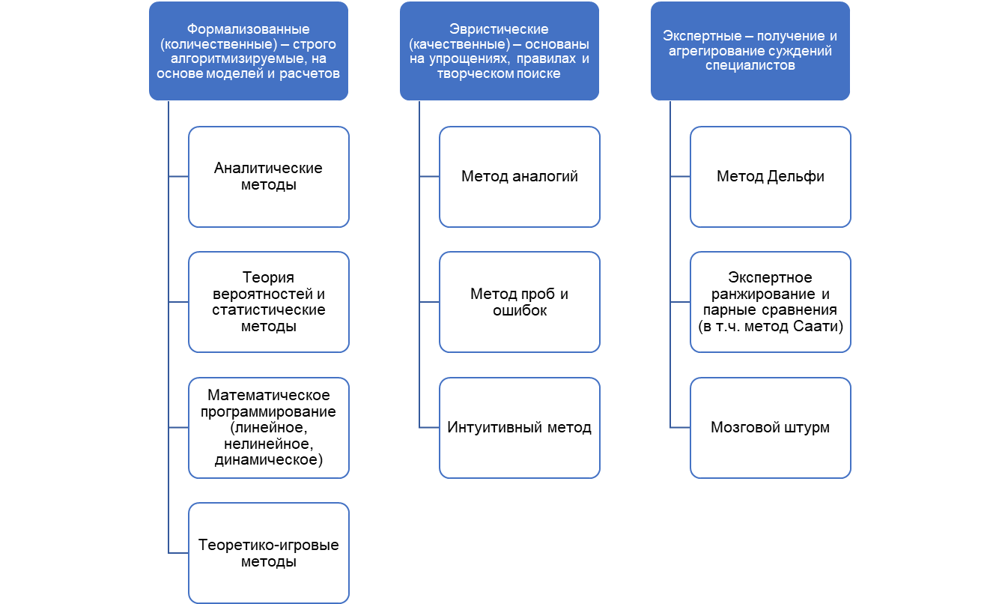 Формализованные
(количественные) – строго
алгоритмизируемые, на
основе моделей и расчетов
Аналитические
методы
Теория
вероятностей и
статистические
методы
Математическое
программирование
(линейное,
нелинейное,
динамическое)
Теоретико-игровые
методы
Эвристические
(качественные) – основаны
на упрощениях, правилах и
творческом поиске
Метод аналогий
Метод проб и
ошибок
Интуитивный метод
Экспертные – получение и
агрегирование суждений
специалистов
Метод Дельфи
Экспертное
ранжирование и
парные сравнения
(в т.ч. метод Саати)
Мозговой штурм